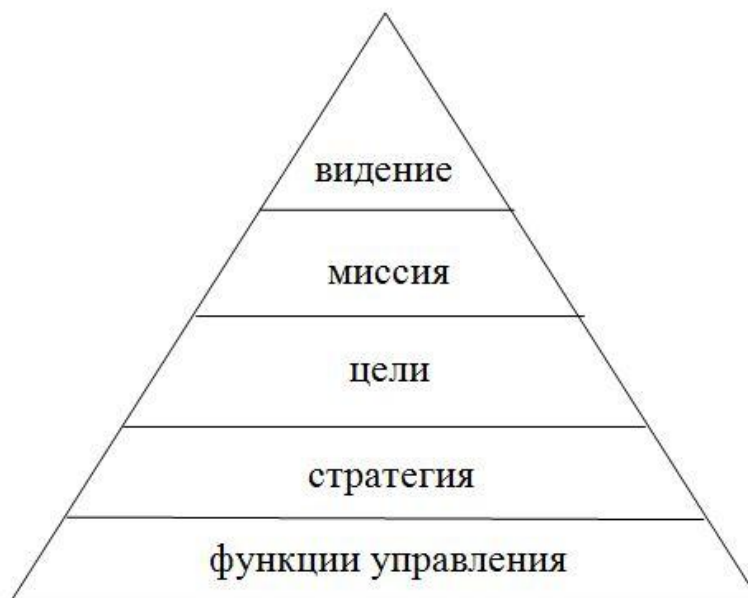 видение
миссия
цели
стратегия
функции управления